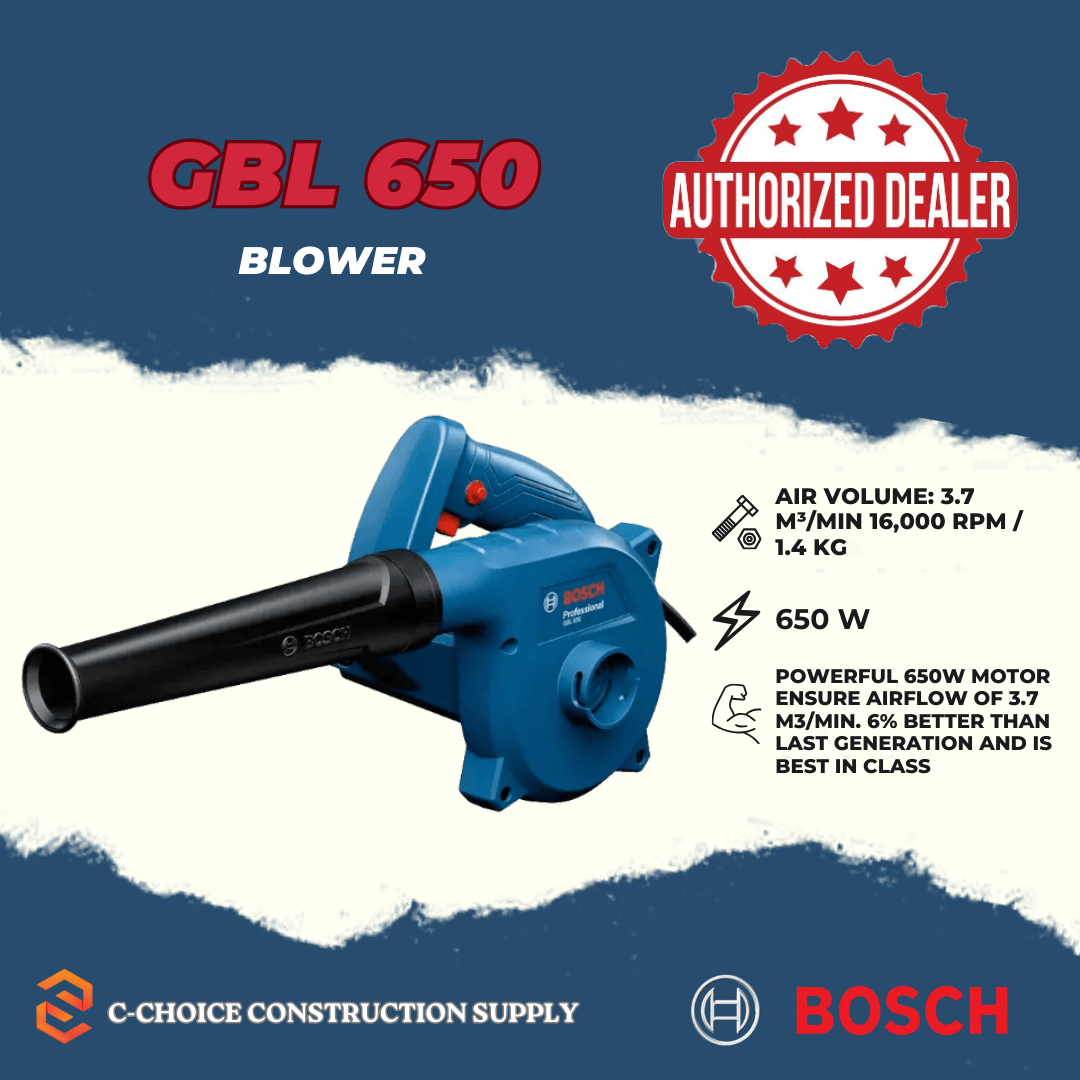 GBL 650
BLOWER
AUTHORIZED DEALER
AIR VOLUME: 3.7
M³/MIN 16,000 RPM /
1.4 KG
650 W
POWERFUL 650W MOTOR
ENSURE AIRFLOW OF 3.7
M3/MIN. 6% BETTER THAN
LAST GENERATION AND IS
BEST IN CLASS
BOSCH
Professional
GBL 650
BOSCH
C-CHOICE CONSTRUCTION SUPPLY
BOSCH